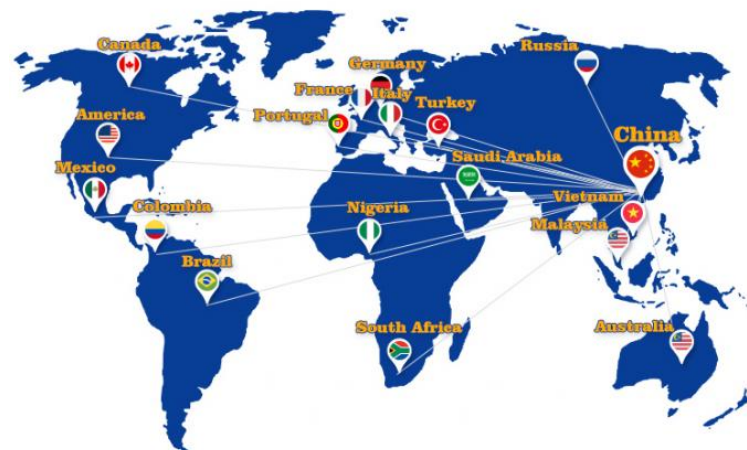 Canada
Russia
Germany
France
Italy
Turkey
Portugal
America
China
Saudi Arabia
Mexico
Vietnam
Colombia
Nigeria
Malaysia
Brazil
South Africa
Australia